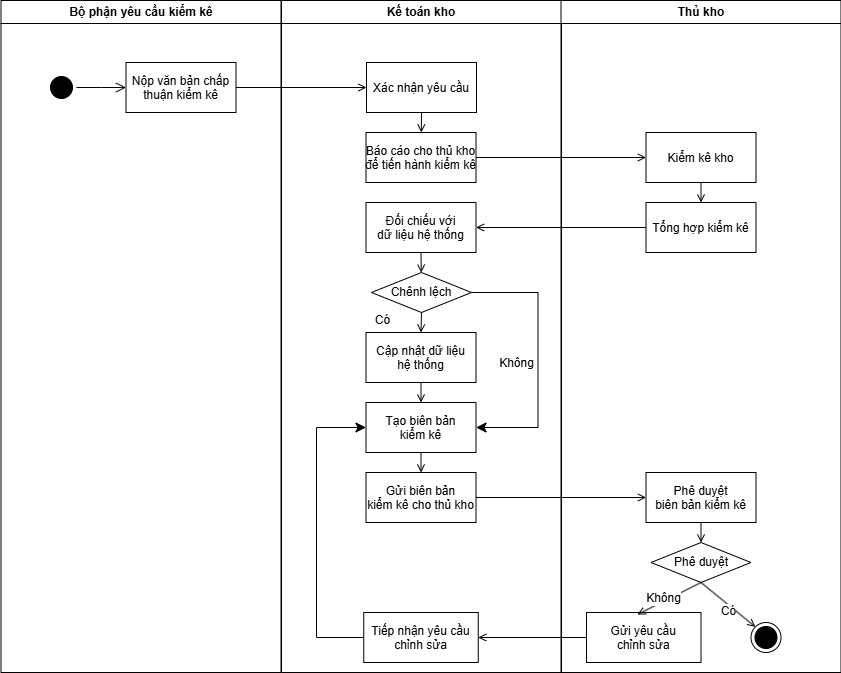 Bộ phận yêu cầu kiểm kê
Kế toán kho
Thủ kho
Nộp văn bản chấp
thuận kiểm kê
Xác nhận yêu cầu
Báo cáo cho thủ kho
để tiến hành kiểm kê
Kiểm kê kho
Đối chiếu với
dữ liệu hệ thống
Tổng hợp kiểm kê
Chênh lệch
Có
Cập nhật dữ liệu
hệ thống
Không
Tạo biên bản
kiểm kê
Gửi biên bản
kiểm kê cho thủ kho
Phê duyệt
biên bản kiểm kê
Phê duyệt
Không
Có
Tiếp nhận yêu cầu
chỉnh sửa
Gửi yêu cầu
chỉnh sửa